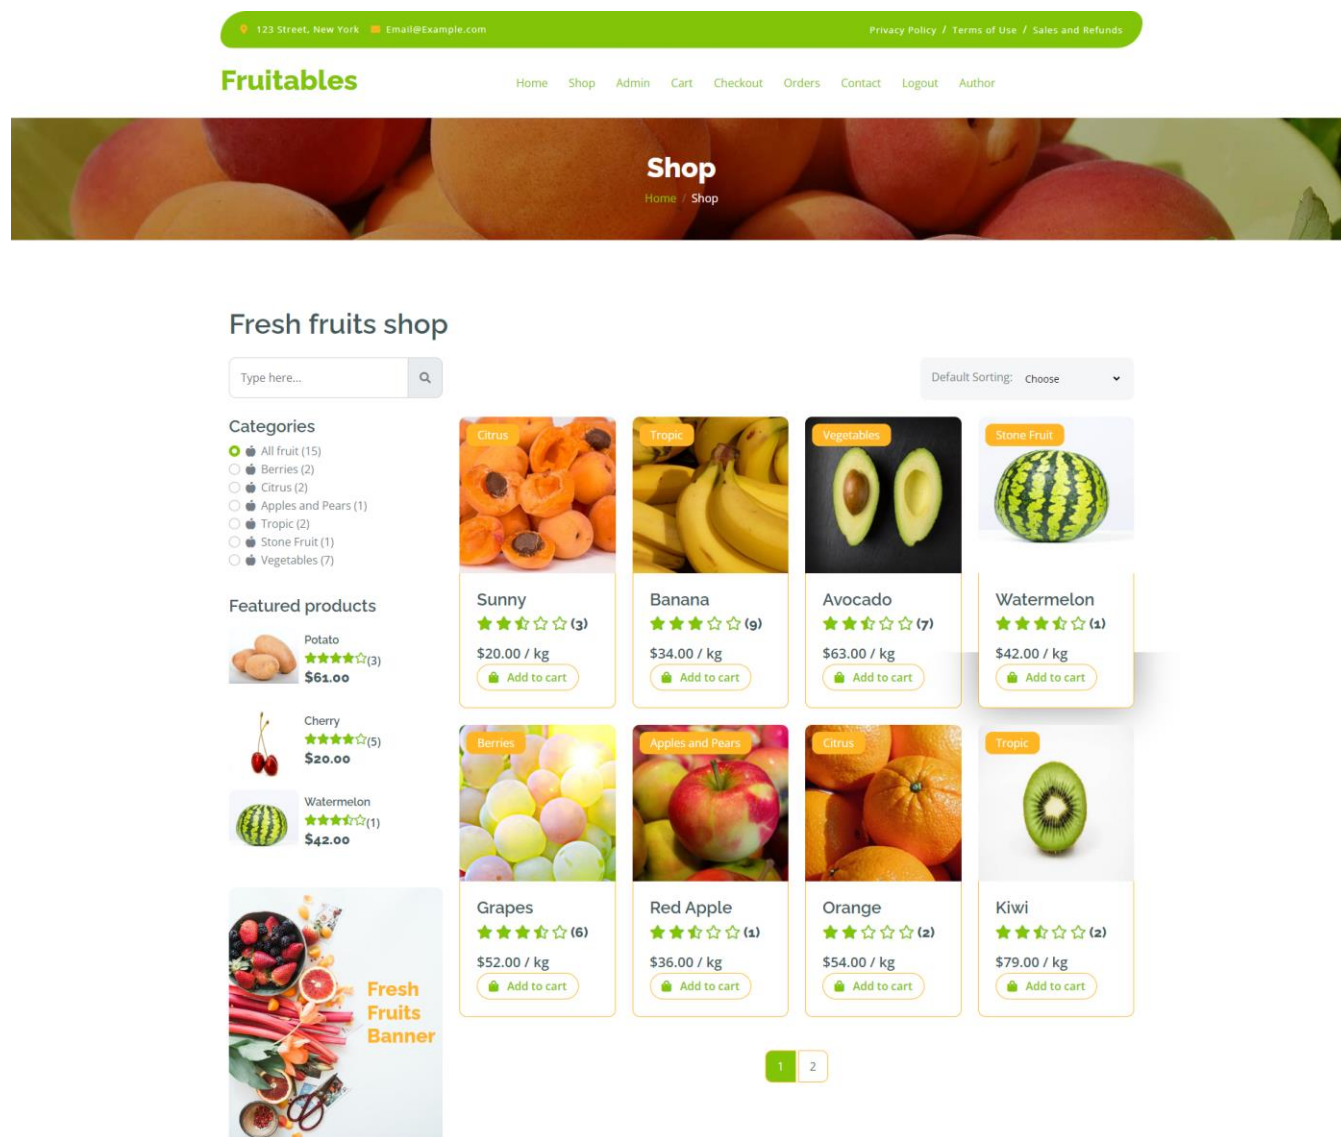 123 Street, New York Email@Example.com Privacy Policy / Terms of Use / Sales and Refunds
Fruitables Home Shop Admin Cart Checkout Orders Contact Logout Author
Shop
Home / Shop
Fresh fruits shop
Type here...
Default Sorting: Choose
Categories
All fruit (15)
Berries (2)
Citrus (2)
Apples and Pears (1)
Tropic (2)
Stone Fruit (1)
Vegetables (7)
Featured products
Potato
(3)
$61.00
Cherry
(5)
$20.00
Watermelon
(1)
$42.00
Fresh
Fruits
Banner
Citrus
Sunny
(3)
$20.00 / kg
Add to cart
Tropic
Banana
(9)
$34.00 / kg
Add to cart
Vegetables
Avocado
(7)
$63.00 / kg
Add to cart
Stone Fruit
Watermelon
(1)
$42.00 / kg
Add to cart
Berries
Grapes
(6)
$52.00 / kg
Add to cart
Apples and Pears
Red Apple
(1)
$36.00 / kg
Add to cart
Citrus
Orange
(2)
$54.00 / kg
Add to cart
Tropic
Kiwi
(2)
$79.00 / kg
Add to cart
1 2